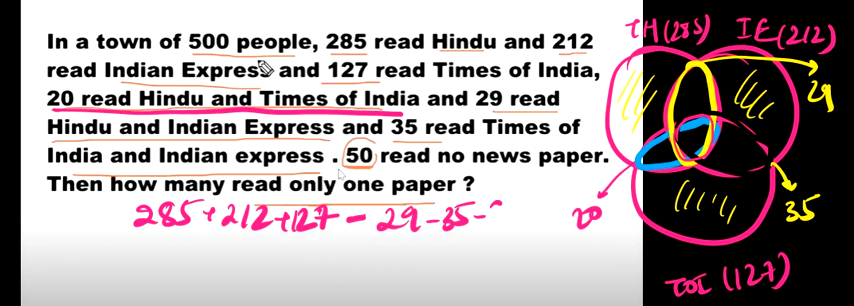 In a town of 500 people, 285 read Hindu and 212
read Indian Express and 127 read Times of India,
20 read Hindu and Times of India and 29 read
Hindu and Indian Express and 35 read Times of
India and Indian express . 50 read no news paper.
Then how many read only one paper ?
285+212+127-29-35-
TH(285) IE(212)
29
20
35
TOI (127)